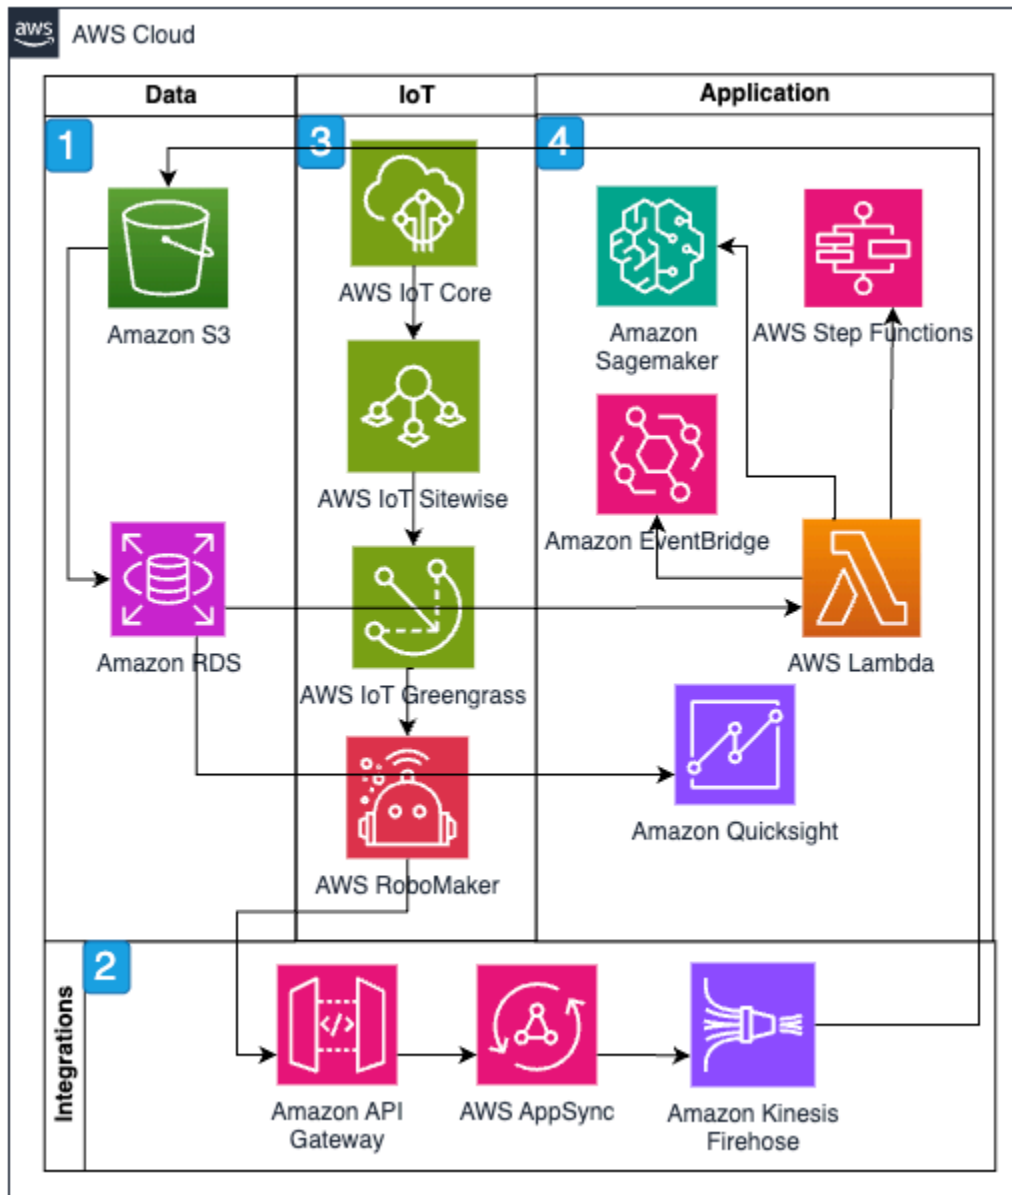 aws
AWS Cloud
Data
IoT
Application
1
3
4
Amazon S3
AWS IoT Core
Amazon
Sagemaker
AWS Step Functions
AWS IoT Sitewise
Amazon EventBridge
Amazon RDS
AWS IoT Greengrass
AWS Lambda
Amazon Quicksight
AWS RoboMaker
2
Integrations
</>
Amazon API
Gateway
AWS AppSync
Amazon Kinesis
Firehose